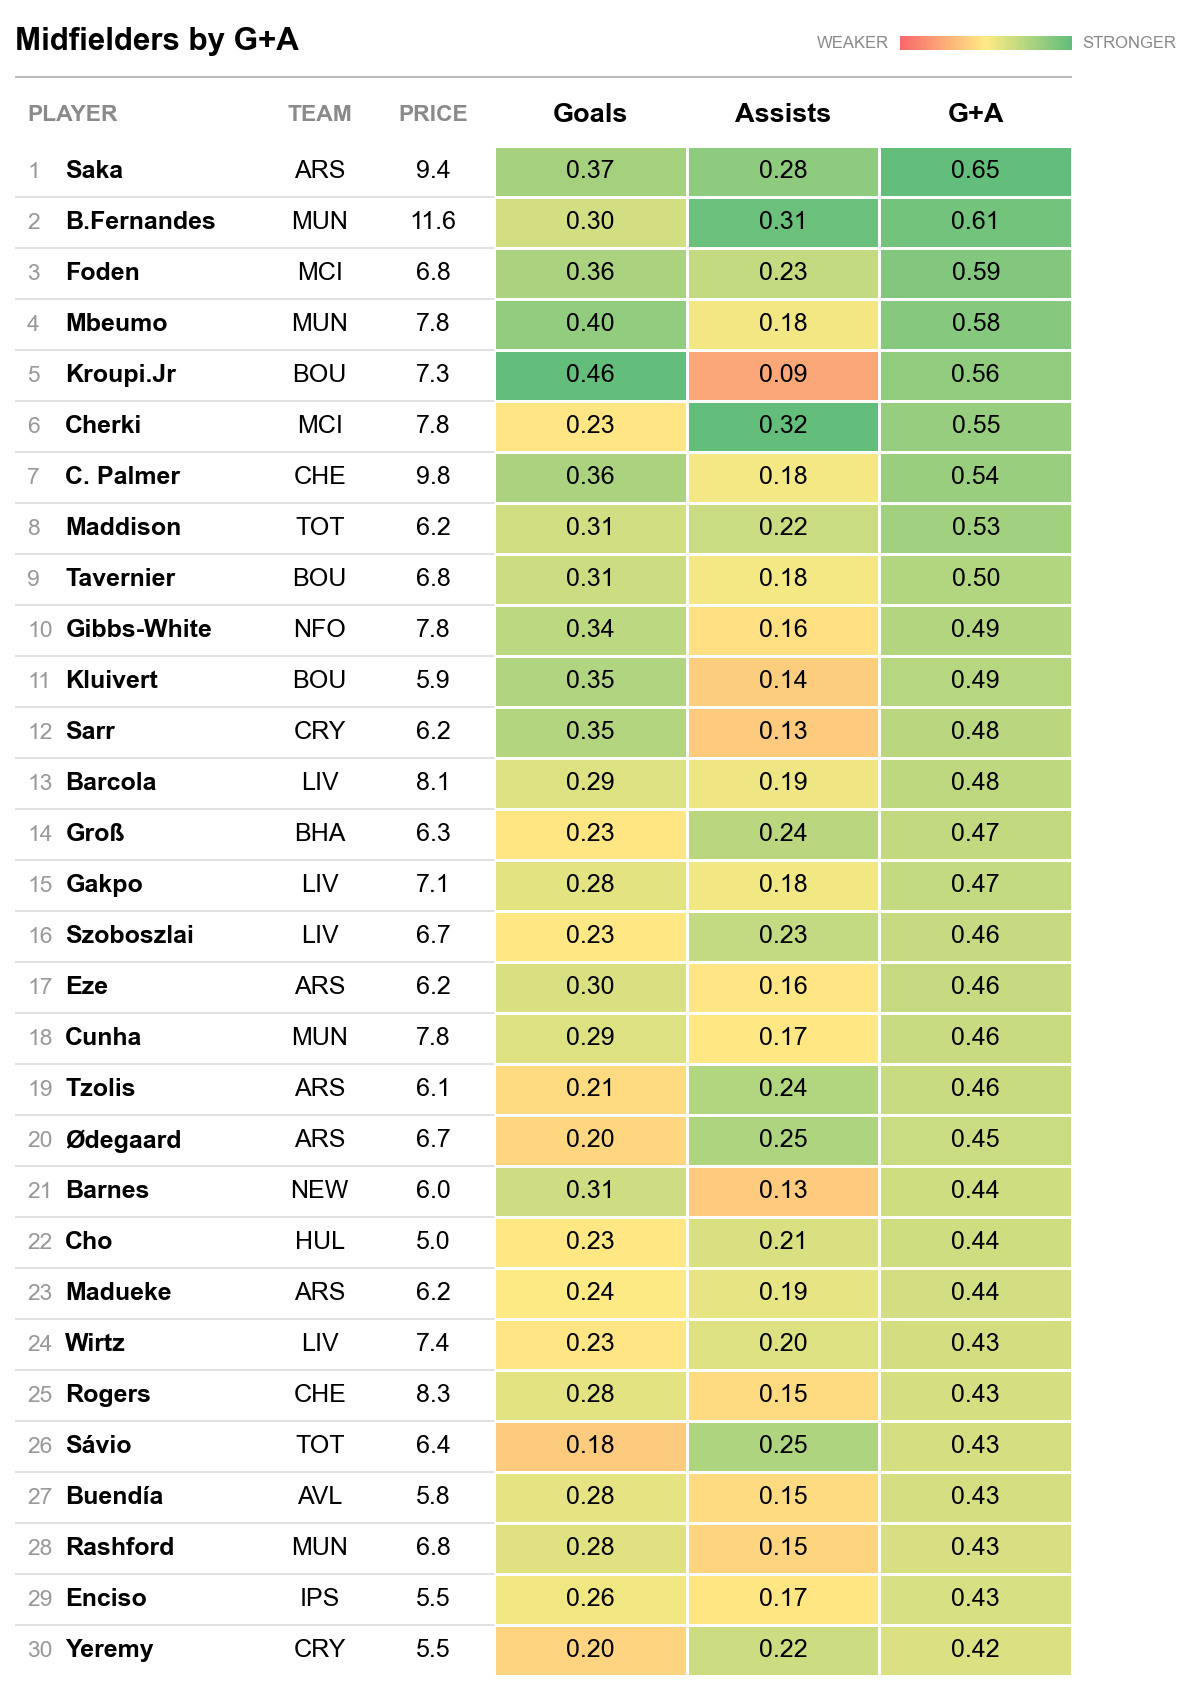 Midfielders by G+A
WEAKER STRONGER
PLAYER TEAM PRICE Goals Assists G+A
1 Saka ARS 9.4 0.37 0.28 0.65
2 B.Fernandes MUN 11.6 0.30 0.31 0.61
3 Foden MCI 6.8 0.36 0.23 0.59
4 Mbeumo MUN 7.8 0.40 0.18 0.58
5 Kroupi.Jr BOU 7.3 0.46 0.09 0.56
6 Cherki MCI 7.8 0.23 0.32 0.55
7 C. Palmer CHE 9.8 0.36 0.18 0.54
8 Maddison TOT 6.2 0.31 0.22 0.53
9 Tavernier BOU 6.8 0.31 0.18 0.50
10 Gibbs-White NFO 7.8 0.34 0.16 0.49
11 Kluivert BOU 5.9 0.35 0.14 0.49
12 Sarr CRY 6.2 0.35 0.13 0.48
13 Barcola LIV 8.1 0.29 0.19 0.48
14 Groß BHA 6.3 0.23 0.24 0.47
15 Gakpo LIV 7.1 0.28 0.18 0.47
16 Szoboszlai LIV 6.7 0.23 0.23 0.46
17 Eze ARS 6.2 0.30 0.16 0.46
18 Cunha MUN 7.8 0.29 0.17 0.46
19 Tzolis ARS 6.1 0.21 0.24 0.46
20 Ødegaard ARS 6.7 0.20 0.25 0.45
21 Barnes NEW 6.0 0.31 0.13 0.44
22 Cho HUL 5.0 0.23 0.21 0.44
23 Madueke ARS 6.2 0.24 0.19 0.44
24 Wirtz LIV 7.4 0.23 0.20 0.43
25 Rogers CHE 8.3 0.28 0.15 0.43
26 Sávio TOT 6.4 0.18 0.25 0.43
27 Buendía AVL 5.8 0.28 0.15 0.43
28 Rashford MUN 6.8 0.28 0.15 0.43
29 Enciso IPS 5.5 0.26 0.17 0.43
30 Yeremy CRY 5.5 0.20 0.22 0.42